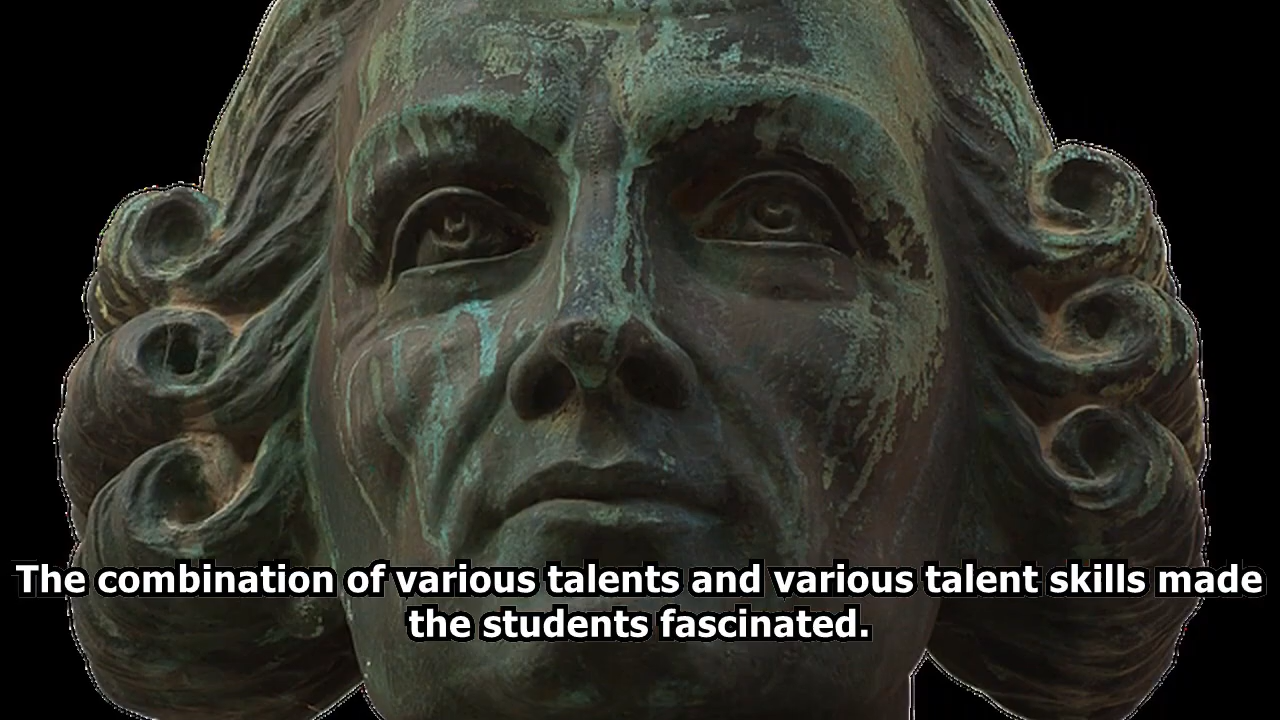 The combination of various talents and various talent skills made
the students fascinated.